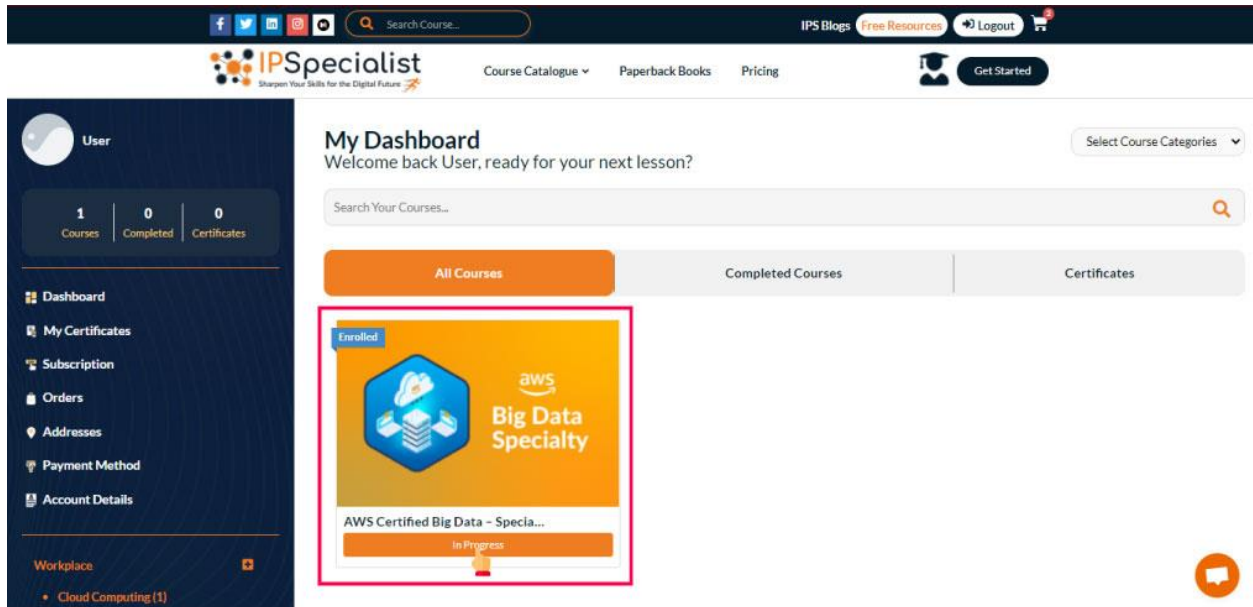 Search Course...
IPS Blogs
Free Resources
Logout
3
IPSpecialist
Sharpen Your Skills for the Digital Future
Course Catalogue
Paperback Books
Pricing
Get Started
User
1
0
0
Courses
Completed
Certificates
Dashboard
My Certificates
Subscription
Orders
Addresses
Payment Method
Account Details
Workplace
Cloud Computing (1)
My Dashboard
Welcome back User, ready for your next lesson?
Select Course Categories
Search Your Courses...
All Courses
Completed Courses
Certificates
Enrolled
aws
Big Data
Specialty
AWS Certified Big Data – Specia...
In Progress